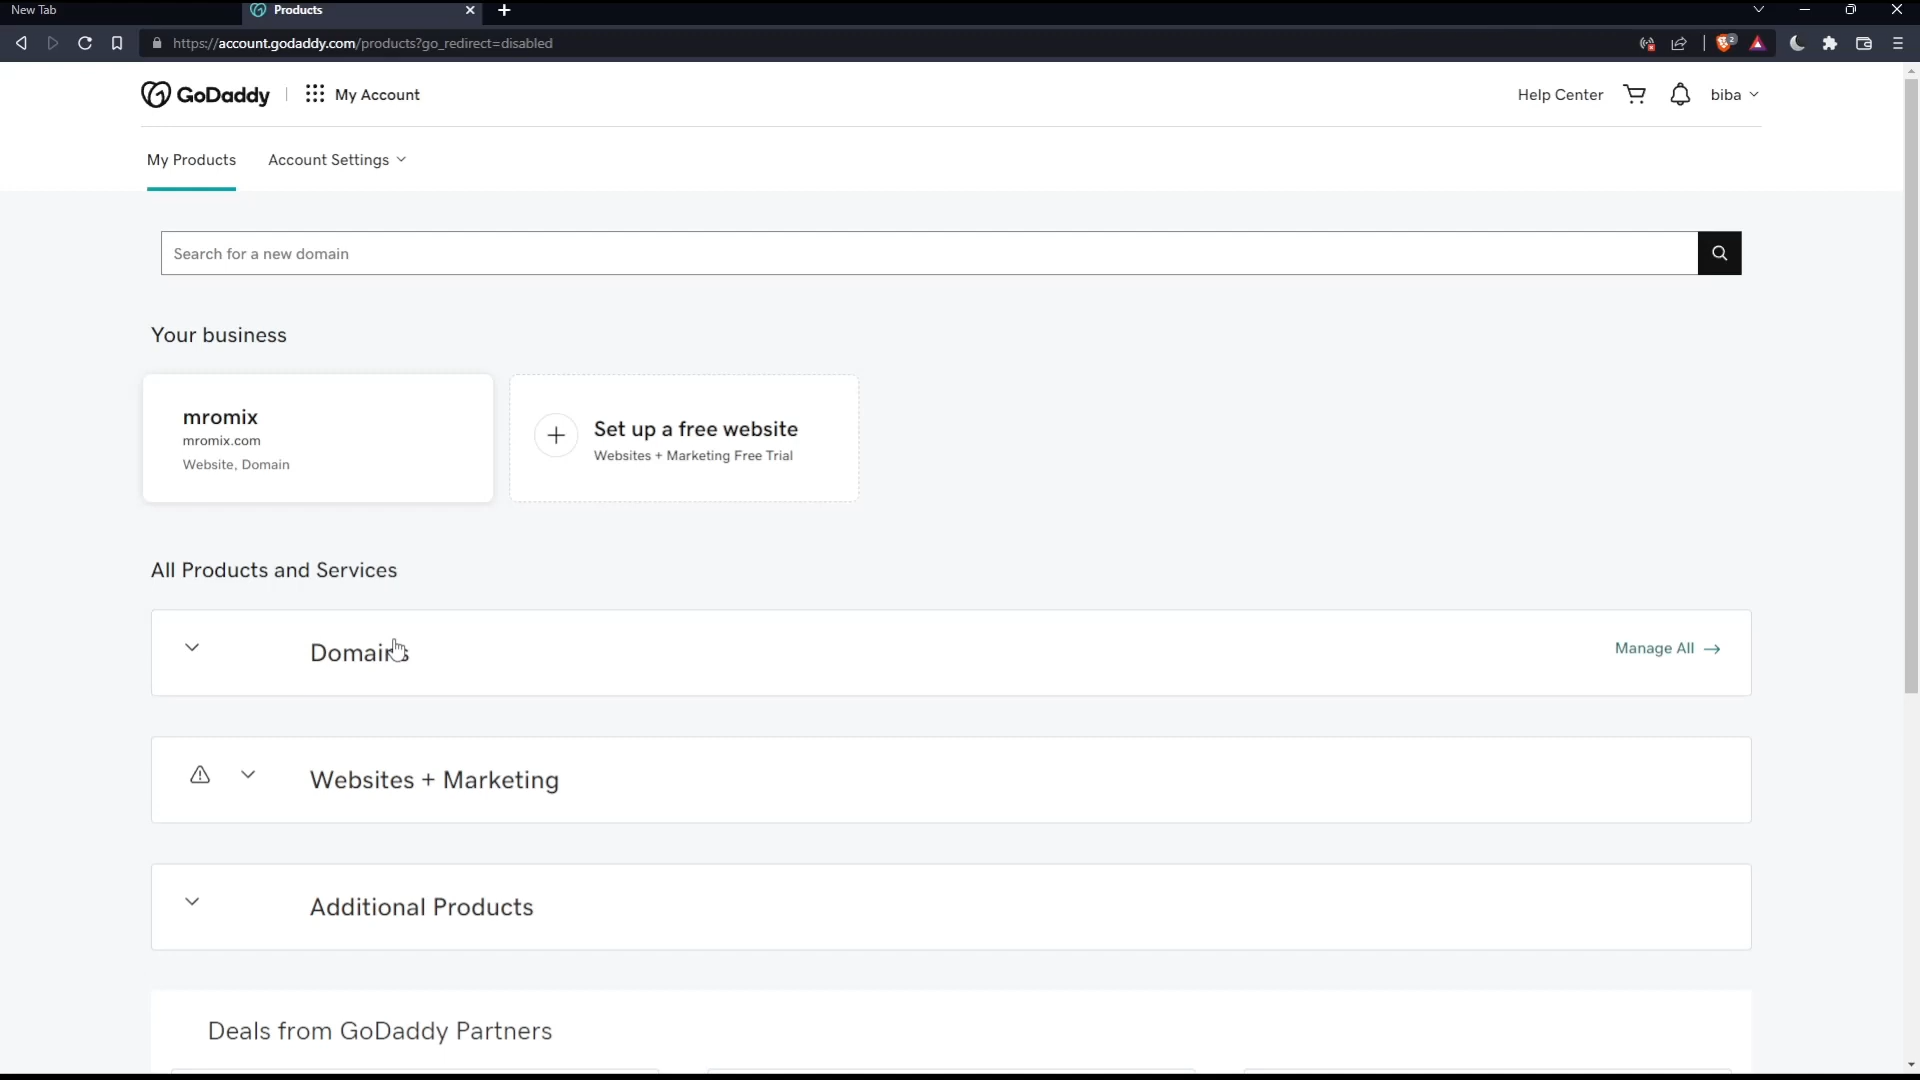 New Tab
Products
https://account.godaddy.com/products?go_redirect=disabled
2
GoDaddy
My Account
Help Center
biba
My Products
Account Settings
Search for a new domain
Your business
mromix
mromix.com
Website, Domain
Set up a free website
Websites + Marketing Free Trial
All Products and Services
Domains
Manage All →
Websites + Marketing
Additional Products
Deals from GoDaddy Partners